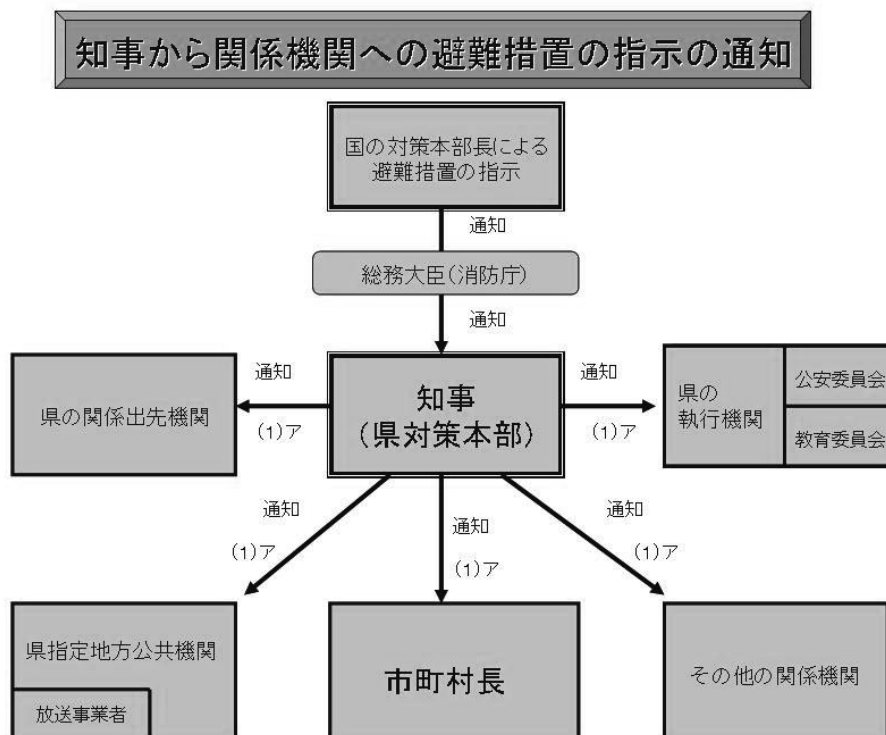 知事から関係機関への避難措置の指示の通知
国の対策本部長による
避難措置の指示
通知
総務大臣(消防庁)
通知
県の関係出先機関
通知
(1)ア
知事
(県対策本部)
通知
(1)ア
県の
執行機関
公安委員会
教育委員会
通知
(1)ア
通知
(1)ア
通知
(1)ア
県指定地方公共機関
放送事業者
市町村長
その他の関係機関